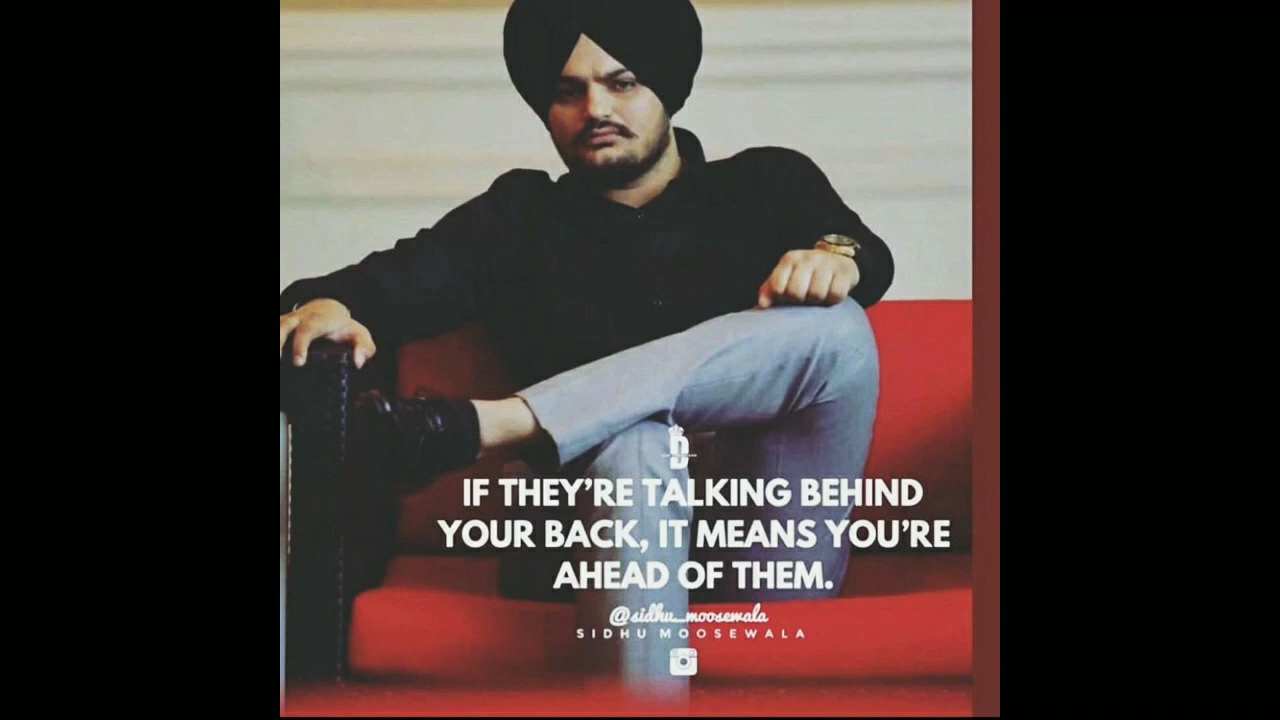 D
IF THEY'RE TALKING BEHIND
YOUR BACK, IT MEANS YOU'RE
AHEAD OF THEM.
@sidhu_moosewala
SIDHU MOOSEWALA